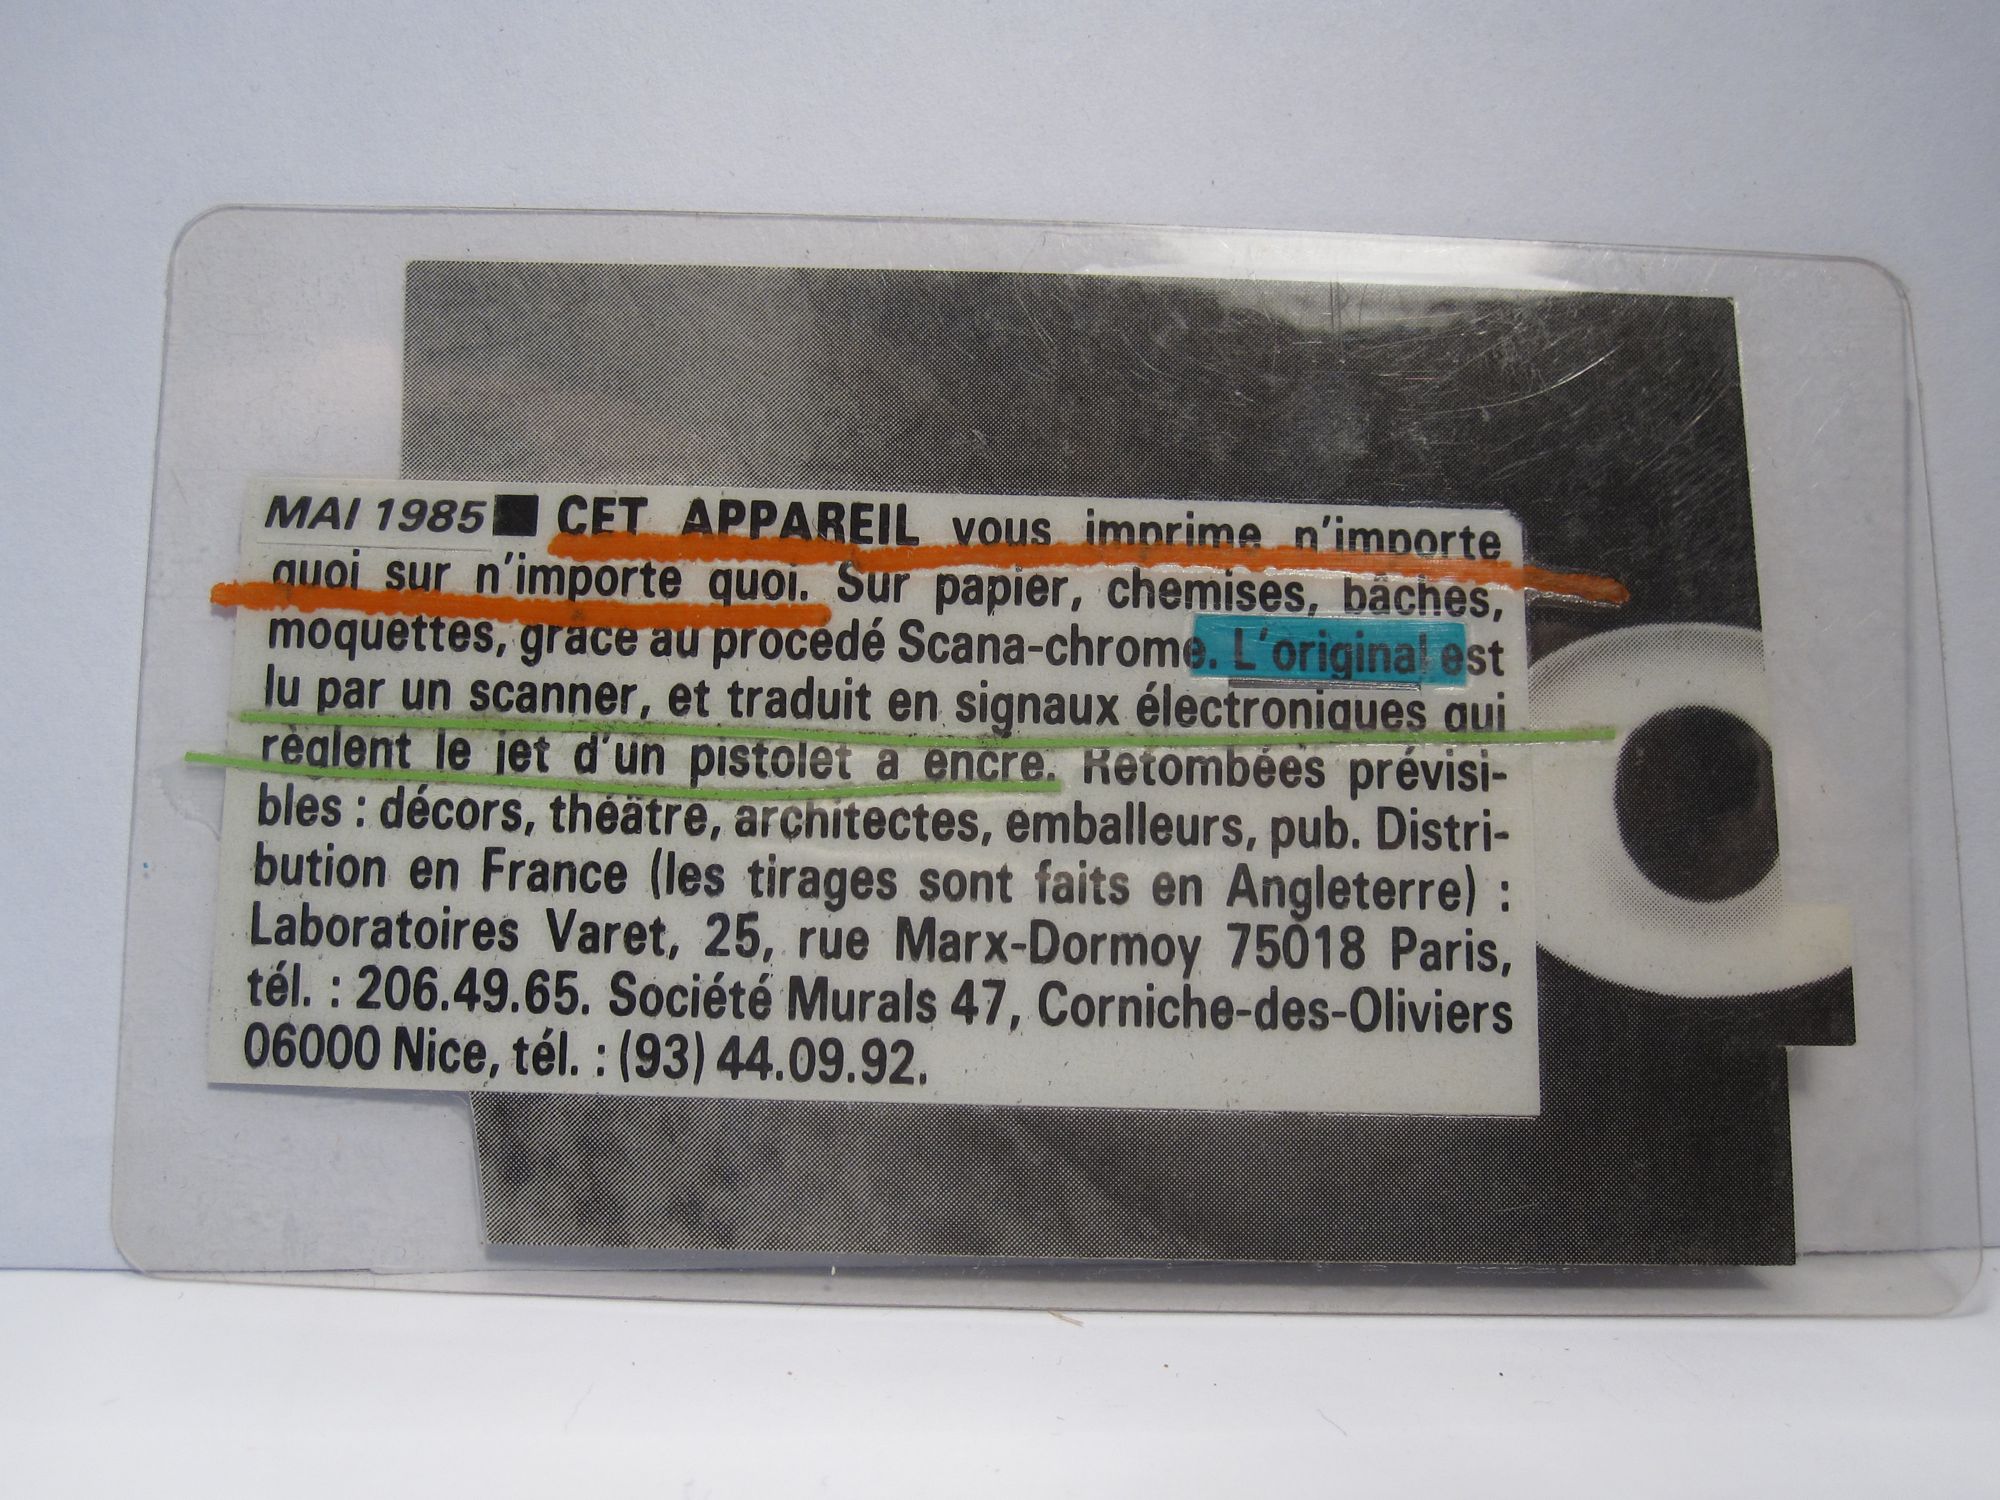 MAI 1985 ■ CET APPAREIL vous imprime n'importe
quoi sur n'importe quoi. Sur papier, chemises, bâches,
moquettes, grâce au procédé Scana-chrome. L'original est
lu par un scanner, et traduit en signaux électroniques qui
règlent le jet d'un pistolet à encre. Retombées prévisi-
bles : décors, théâtre, architectes, emballeurs, pub. Distri-
bution en France (les tirages sont faits en Angleterre) :
Laboratoires Varet, 25, rue Marx-Dormoy 75018 Paris,
tél. : 206.49.65. Société Murals 47, Corniche-des-Oliviers
06000 Nice, tél. : (93) 44.09.92.